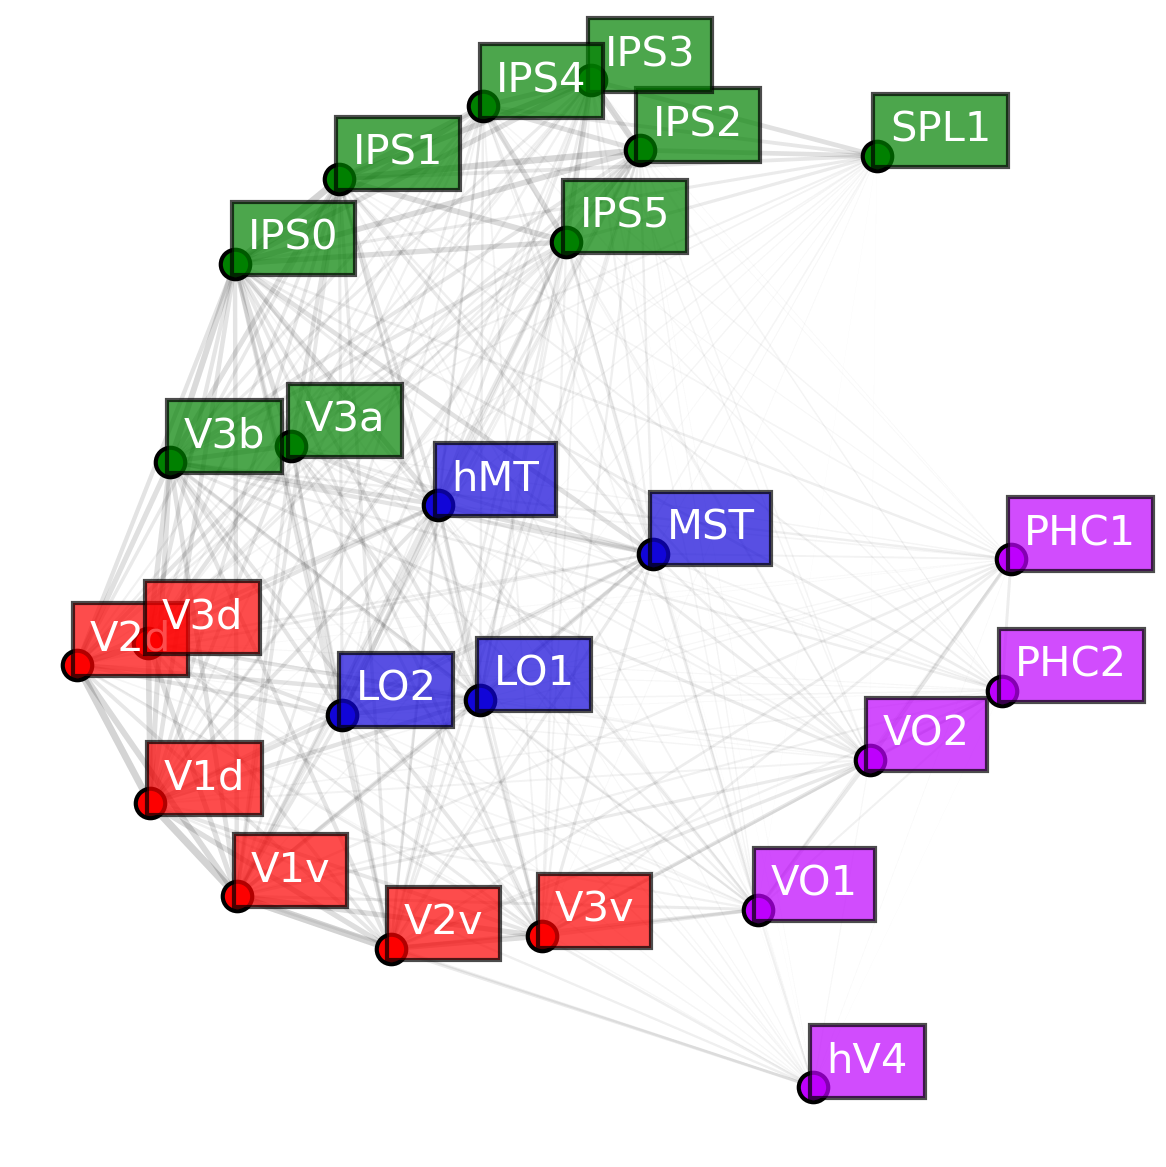 IPS3
IPS4
IPS2
SPL1
IPS1
IPS5
IPS0
V3a
V3b
hMT
MST
PHC1
V3d
V2d
PHC2
LO1
LO2
VO2
V1d
V1v
VO1
V3v
V2v
hV4